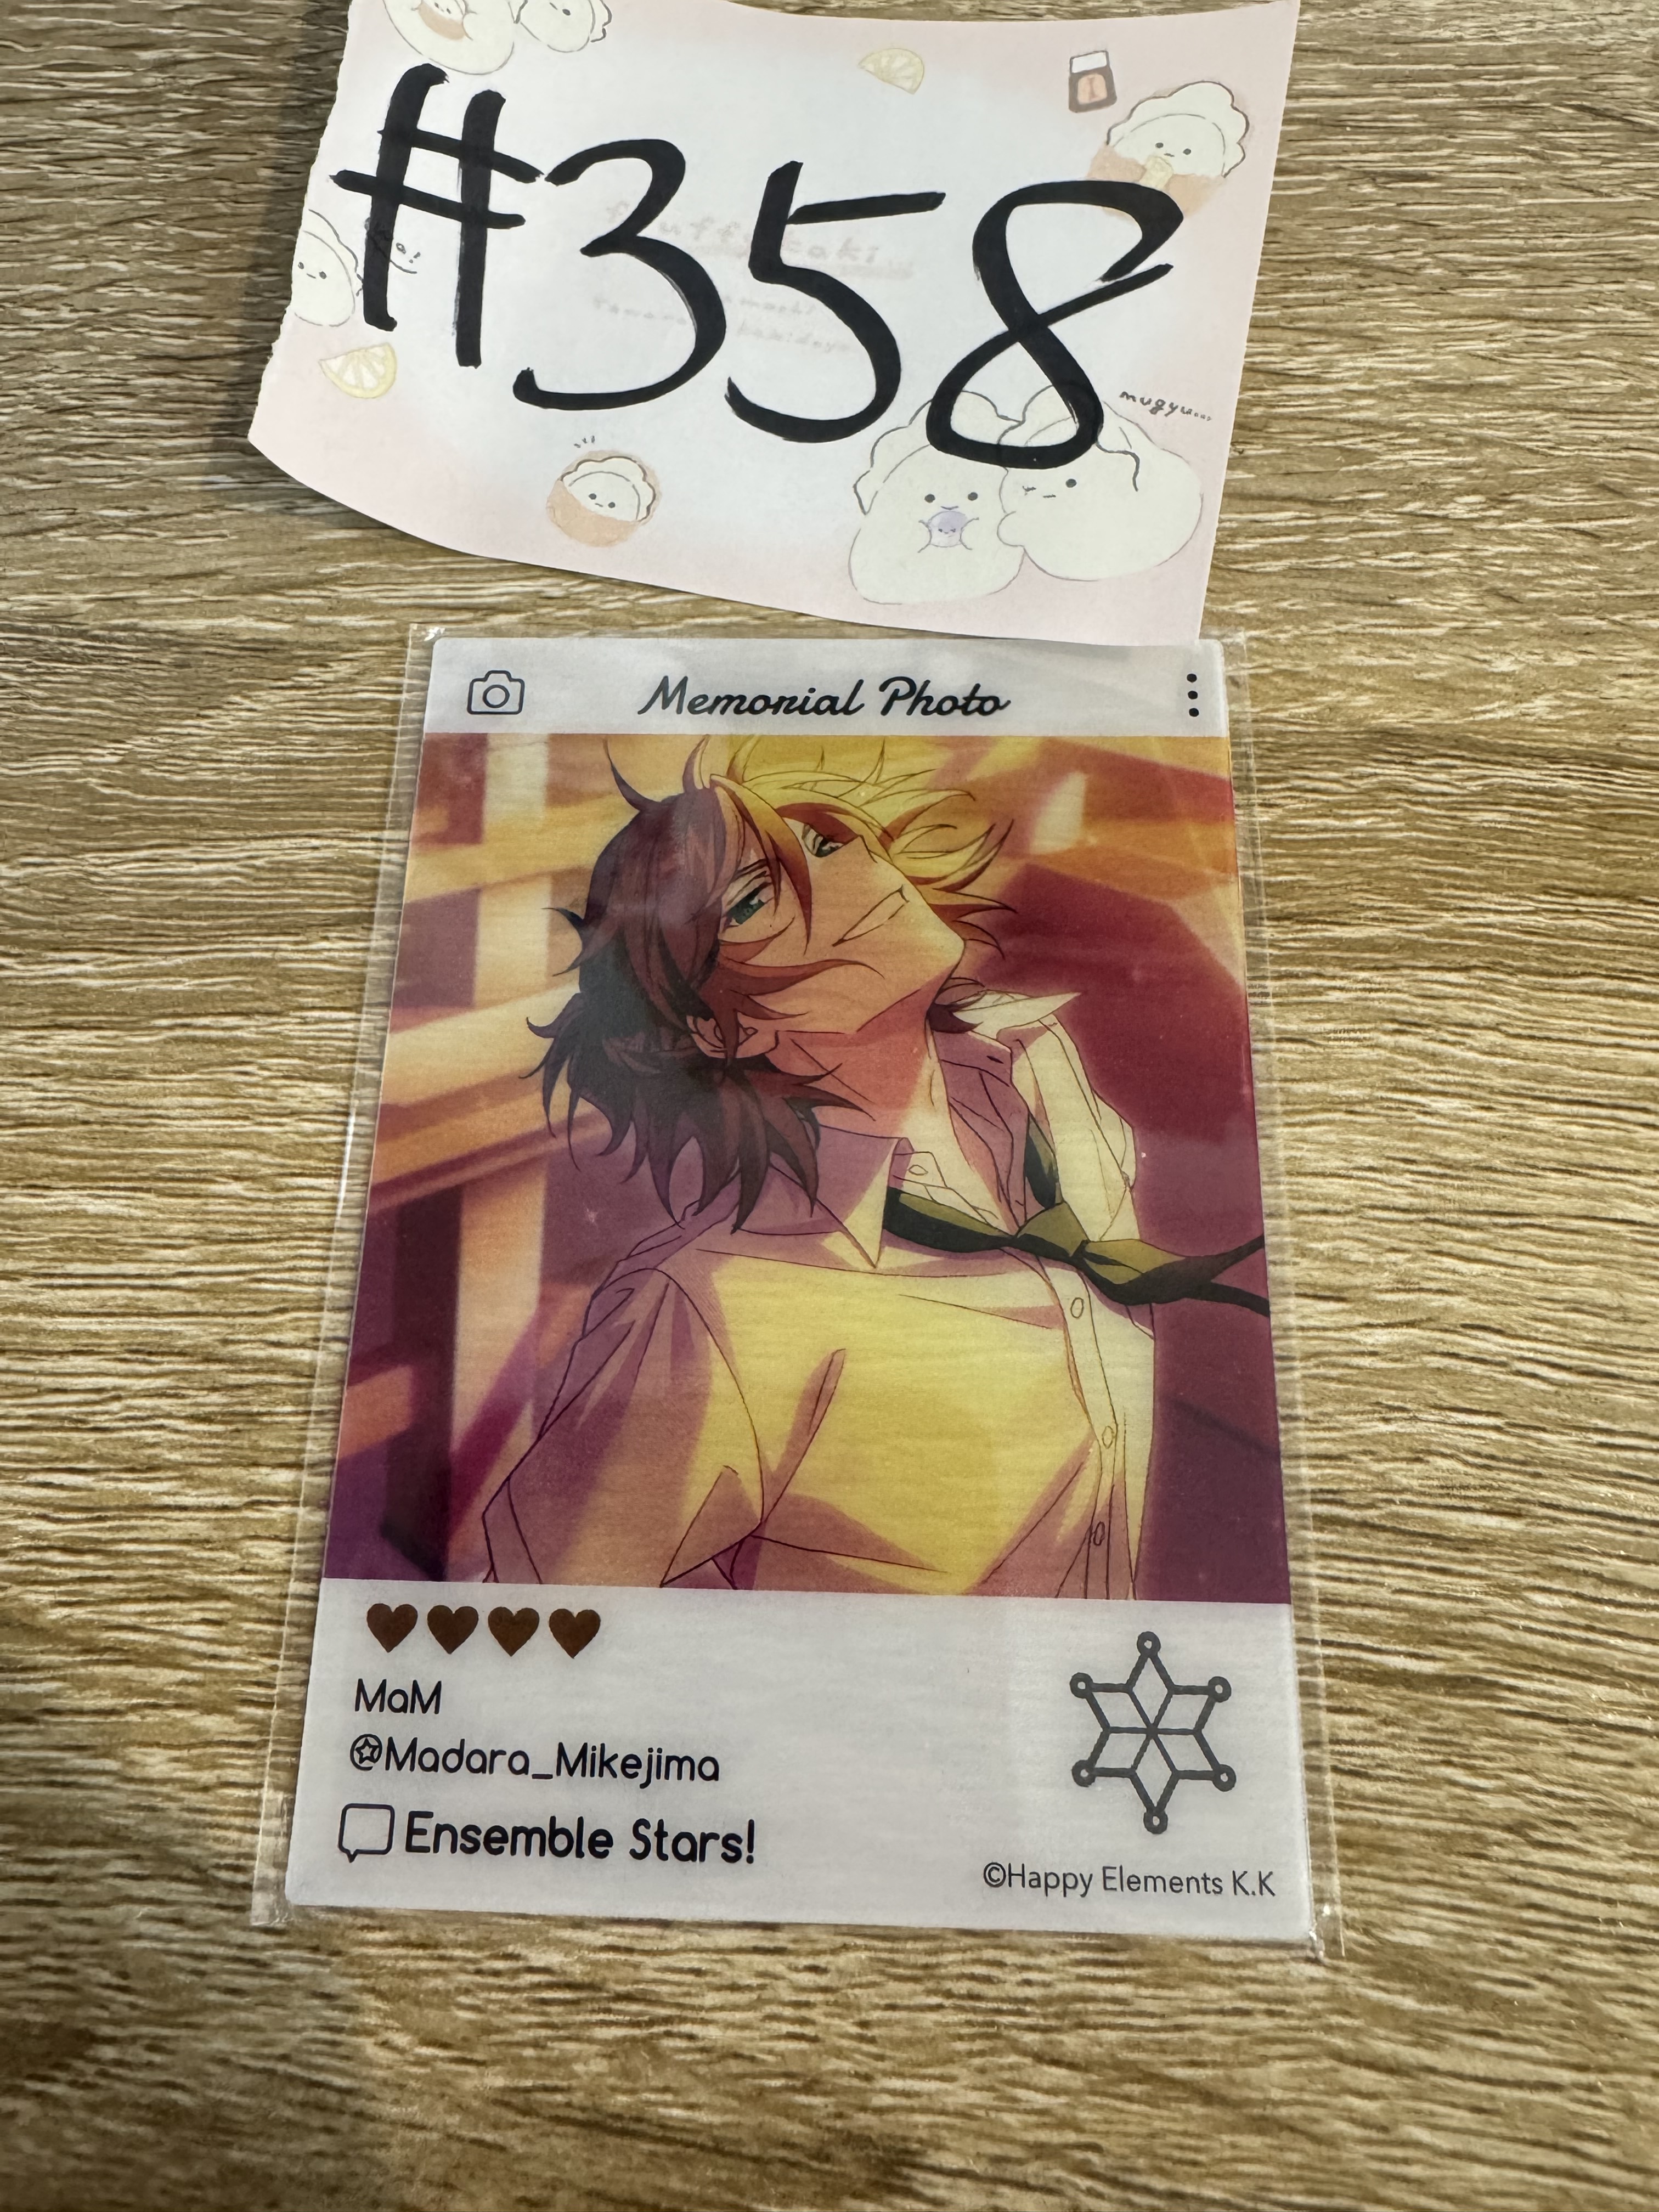 #358
mugyu...
Memorial Photo
MaM
@Madara_Mikejima
Ensemble Stars!
©Happy Elements K.K